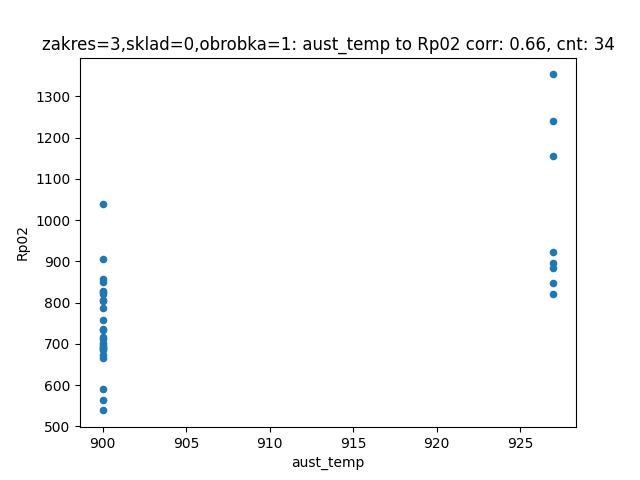 zakres=3,sklad=0,obrobka=1: aust_temp to Rp02 corr: 0.66, cnt: 34
1300
1200
1100
1000
900
800
700
600
500
Rp02
900 905 910 915 920 925
aust_temp